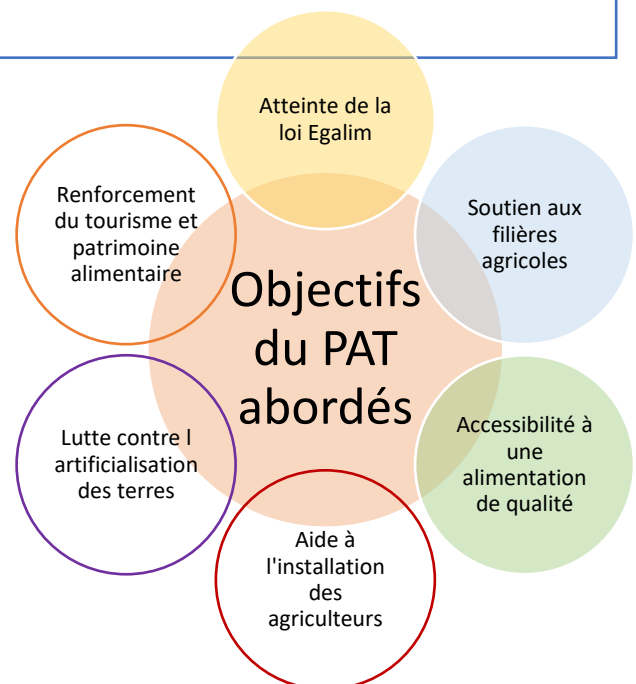 Atteinte de la
loi Egalim
Soutien aux
filières
agricoles
Accessibilité à
une
alimentation
de qualité
Aide à
l'installation
des
agriculteurs
Lutte contre l
artificialisation
des terres
Renforcement
du tourisme et
patrimoine
alimentaire
Objectifs
du PAT
abordés